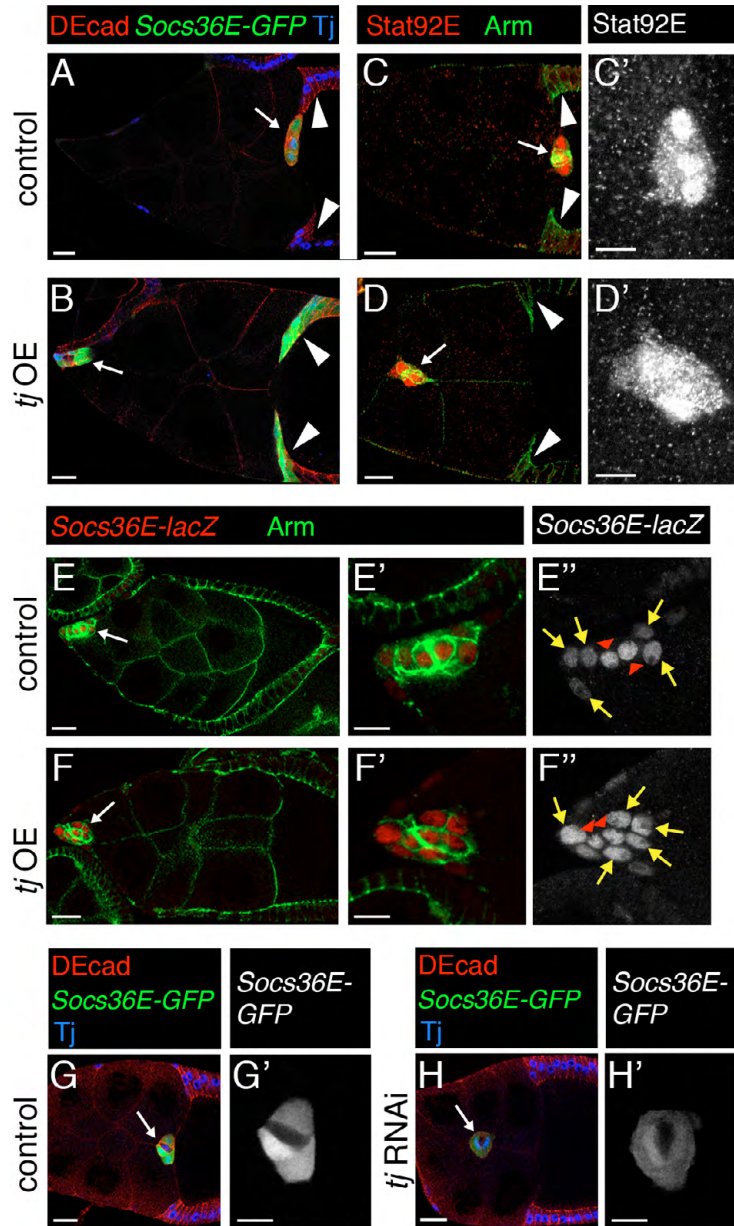 DEcad Socs36E-GFP Tj
Stat92E Arm
Stat92E
control
A
C
C'
tj OE
B
D
D'
Socs36E-lacZ Arm
Socs36E-lacZ
control
E
E'
E"
tj OE
F
F'
F"
DEcad
Socs36E-GFP
Tj
Socs36E-
GFP
DEcad
Socs36E-GFP
Tj
Socs36E-
GFP
control
G
G'
tj RNAi
H
H'